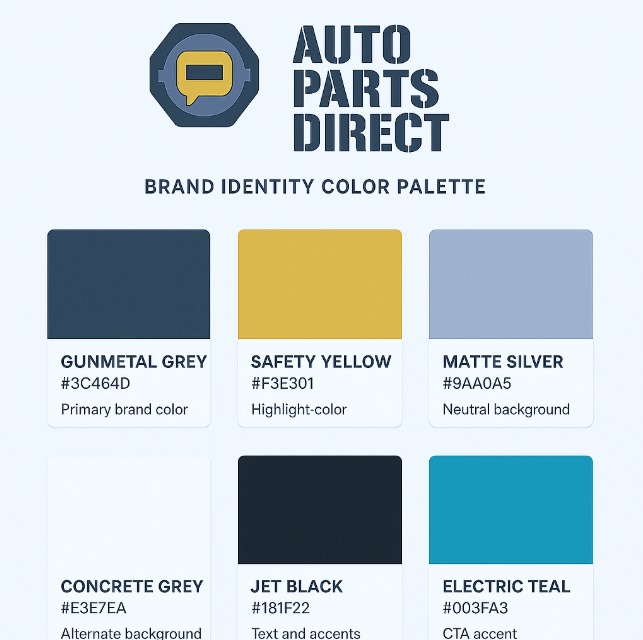 AUTO
PARTS
DIRECT
BRAND IDENTITY COLOR PALETTE
GUNMETAL GREY
#3C464D
Primary brand color
SAFETY YELLOW
#F3E301
Highlight-color
MATTE SILVER
#9AA0A5
Neutral background
CONCRETE GREY
#E3E7EA
Alternate background
JET BLACK
#181F22
Text and accents
ELECTRIC TEAL
#003FA3
CTA accent